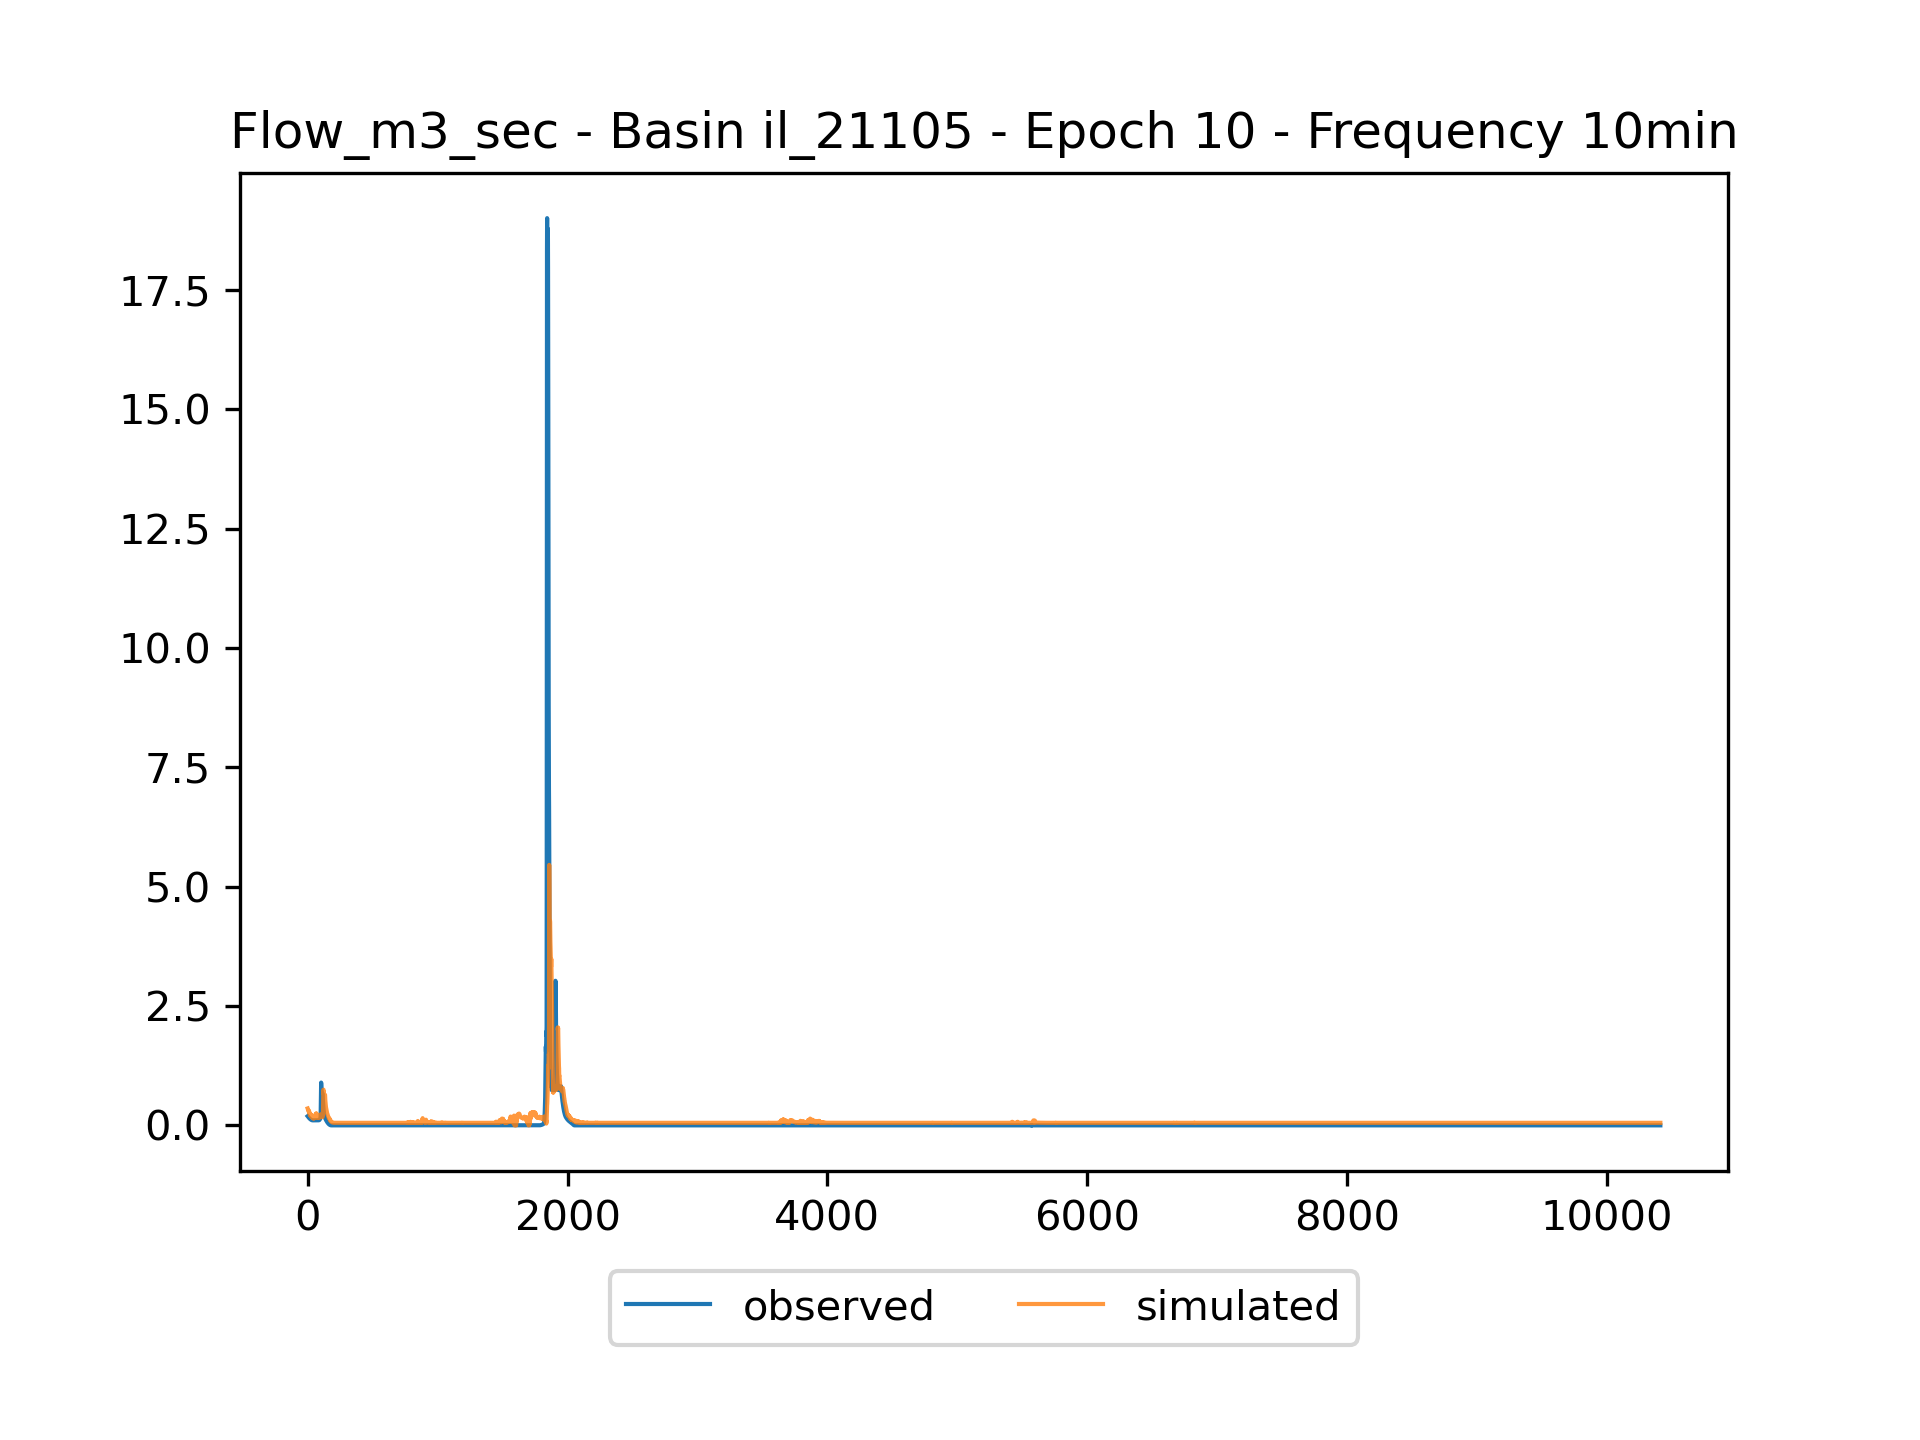 Flow_m3_sec - Basin il_21105 - Epoch 10 - Frequency 10min
17.5
15.0
12.5
10.0
7.5
5.0
2.5
0.0
0 2000 4000 6000 8000 10000
observed simulated